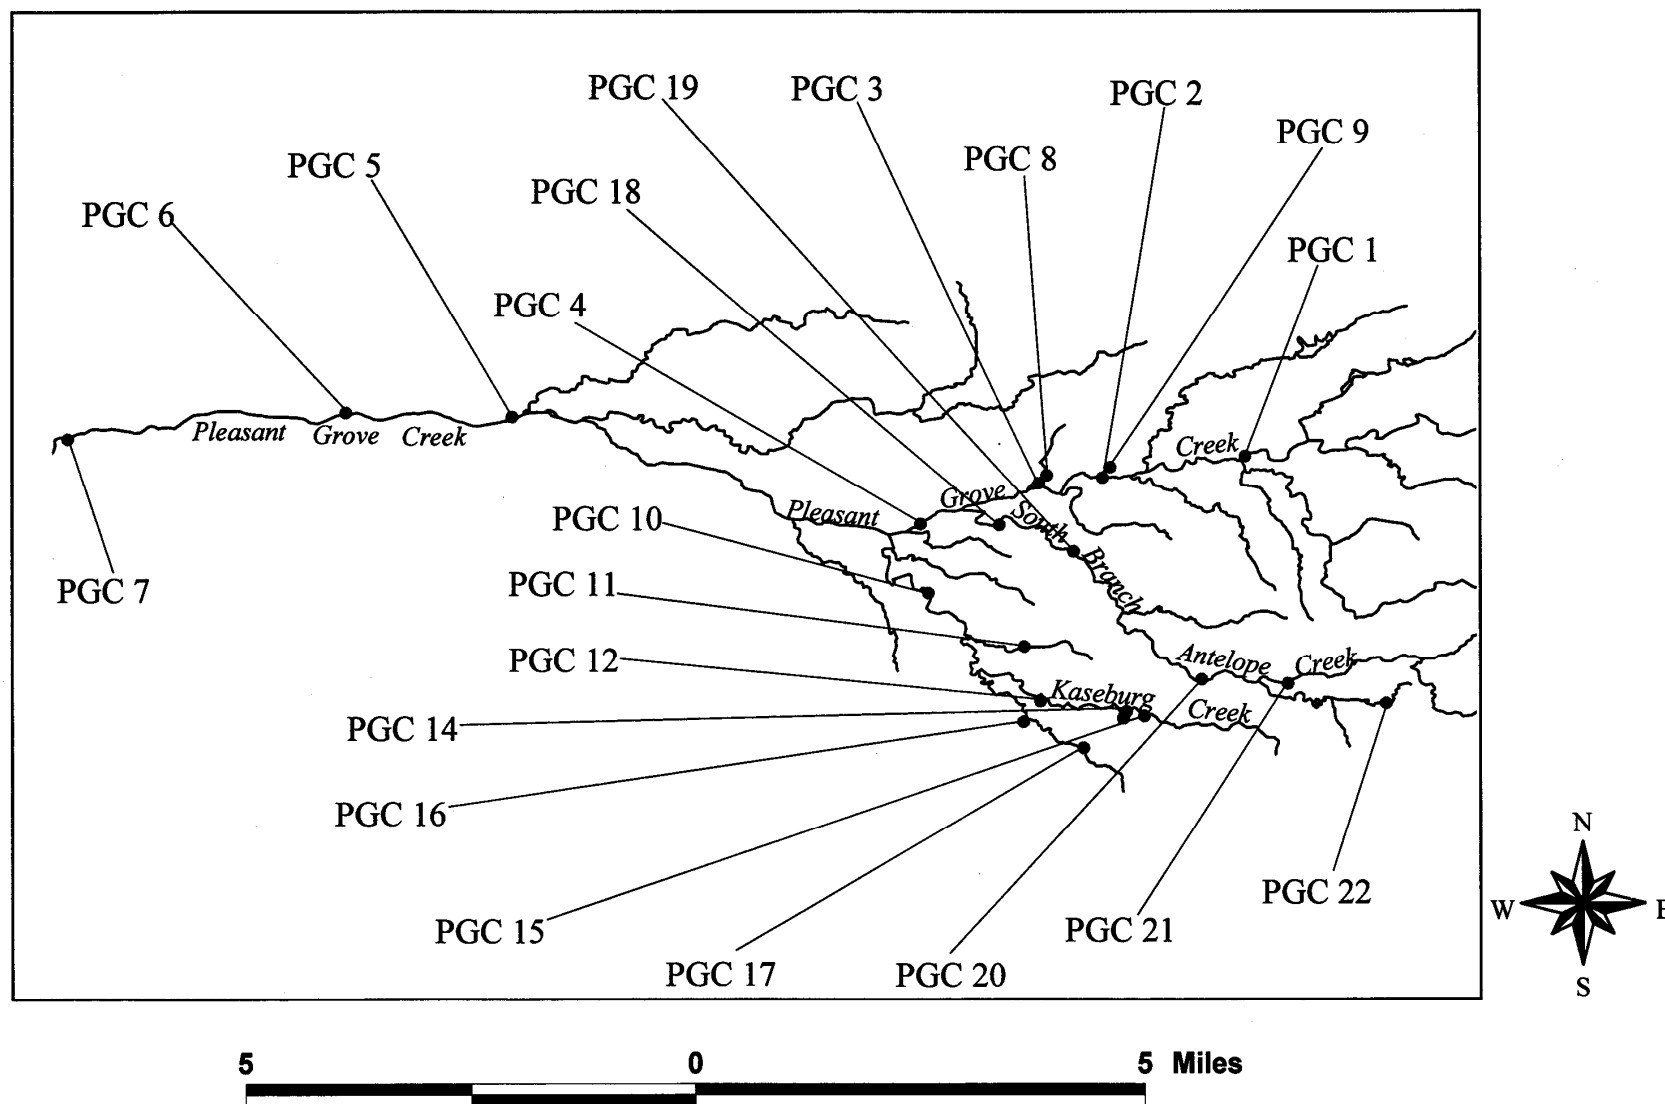 PGC 19
PGC 3
PGC 2
PGC 9
PGC 8
PGC 5
PGC 18
PGC 6
PGC 1
PGC 4
Pleasant Grove Creek
Creek
Grove
Pleasant
South
Branch
PGC 10
PGC 7
PGC 11
PGC 12
Antelope Creek
Kaseburg
Creek
PGC 14
PGC 16
PGC 22
PGC 15
PGC 21
PGC 17
PGC 20
N
W
E
S
5 0 5 Miles